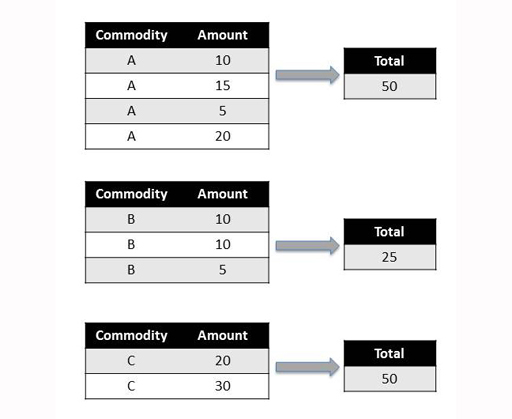 Commodity Amount
A 10
A 15
A 5
A 20
Total
50
Commodity Amount
B 10
B 10
B 5
Total
25
Commodity Amount
C 20
C 30
Total
50